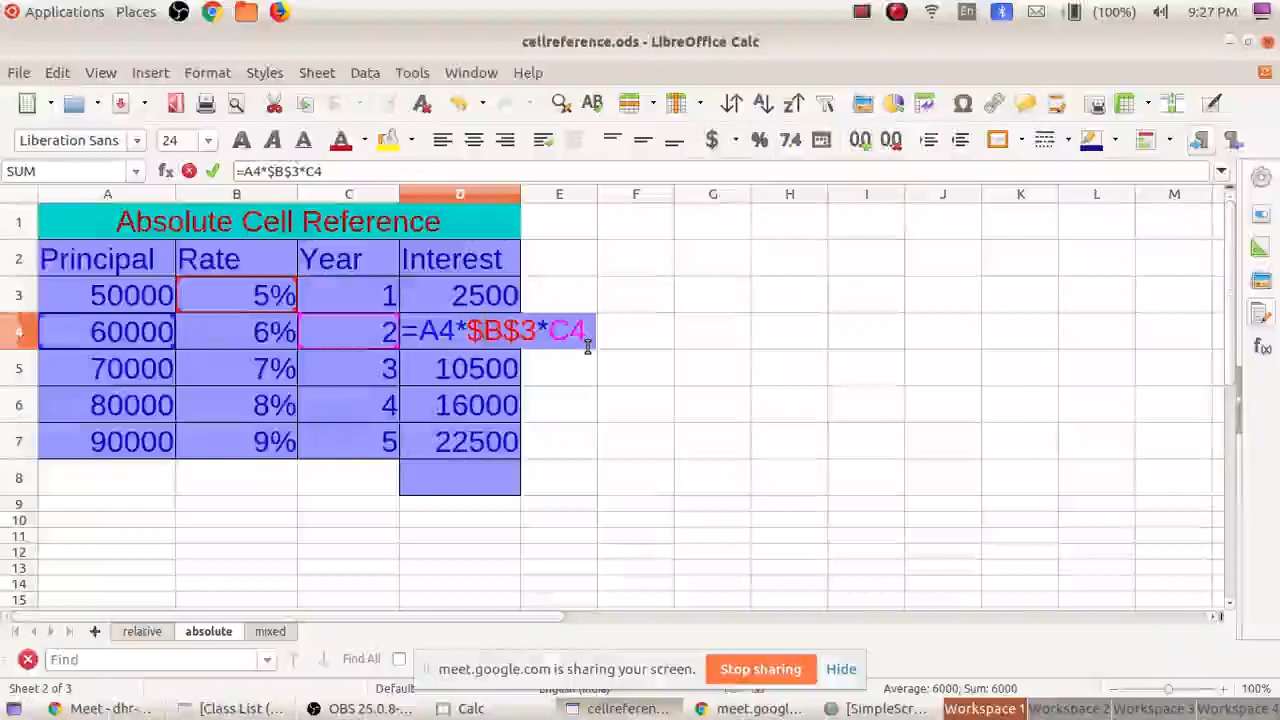 Applications Places En (100%) 9:27 PM
cellreference.ods - LibreOffice Calc
File Edit View Insert Format Styles Sheet Data Tools Window Help
Liberation Sans 24 $ % 7.4
SUM =A4*$B$3*C4
A B C D E F G H I J K L M
1 Absolute Cell Reference
2 Principal Rate Year Interest
3 50000 5% 1 2500
4 60000 6% 2 =A4*$B$3*C4
5 70000 7% 3 10500
6 80000 8% 4 16000
7 90000 9% 5 22500
8
9
10
11
12
13
14
15
relative absolute mixed
Find Find All
meet.google.com is sharing your screen. Stop sharing Hide
Sheet 2 of 3 Default English (India) Average: 6000; Sum: 6000 100%
Meet - dhr-... [Class List (... OBS 25.0.8-... Calc cellreferen... meet.googl... [SimpleScr... Workspace 1 Workspace 2 Workspace 3 Workspace 4